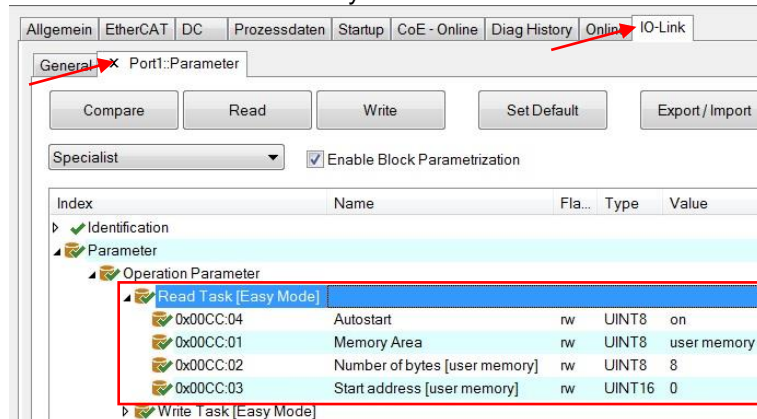 Allgemein EtherCAT DC Prozessdaten Startup CoE - Online Diag History Online IO-Link
General Port1::Parameter
Compare Read Write Set Default Export / Import
Specialist Enable Block Parametrization
Index Name Fla... Type Value
Identification
Parameter
Operation Parameter
Read Task [Easy Mode]
0x00CC:04 Autostart rw UINT8 on
0x00CC:01 Memory Area rw UINT8 user memory
0x00CC:02 Number of bytes [user memory] rw UINT8 8
0x00CC:03 Start address [user memory] rw UINT16 0
Write Task [Easy Mode]